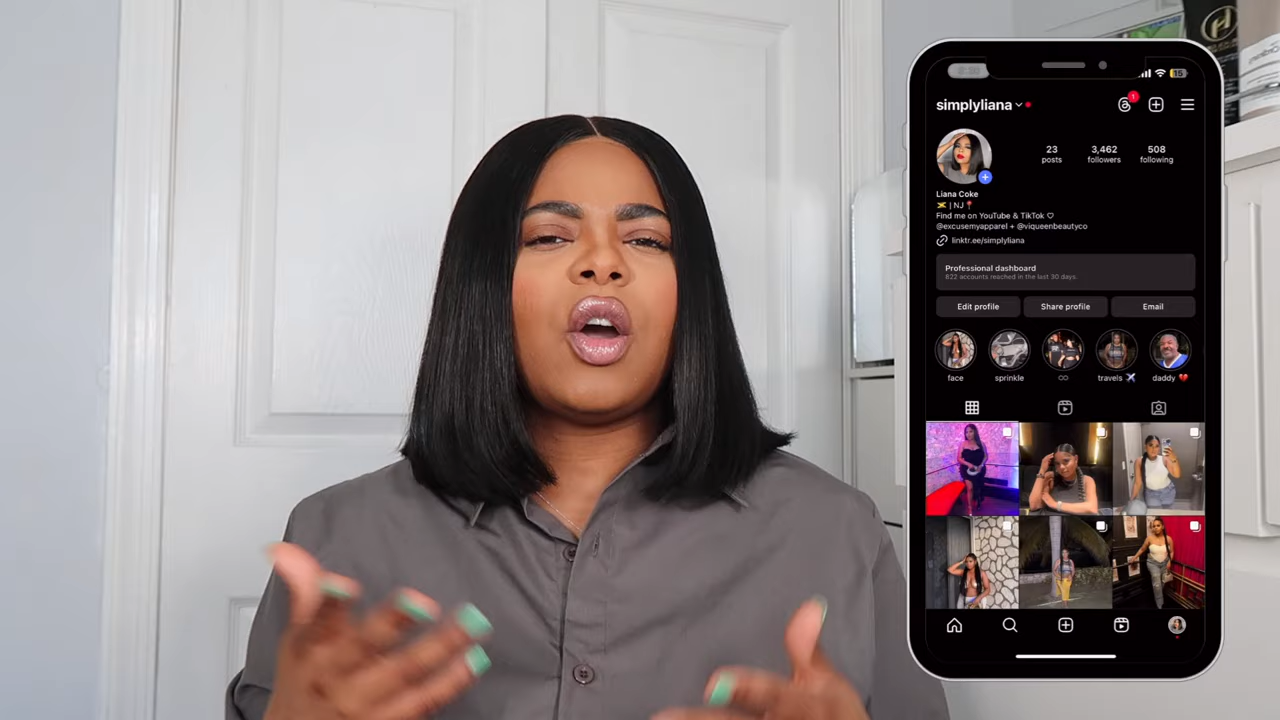 15
simplyliana
1
23
3,462
508
posts
followers
following
Liana Coke
| NJ
Find me on YouTube & TikTok
@excusemyapparel + @viqueenbeautyco
linktr.ee/simplyliana
Professional dashboard
822 accounts reached in the last 30 days.
Edit profile
Share profile
Email
face
sprinkle
travels
daddy